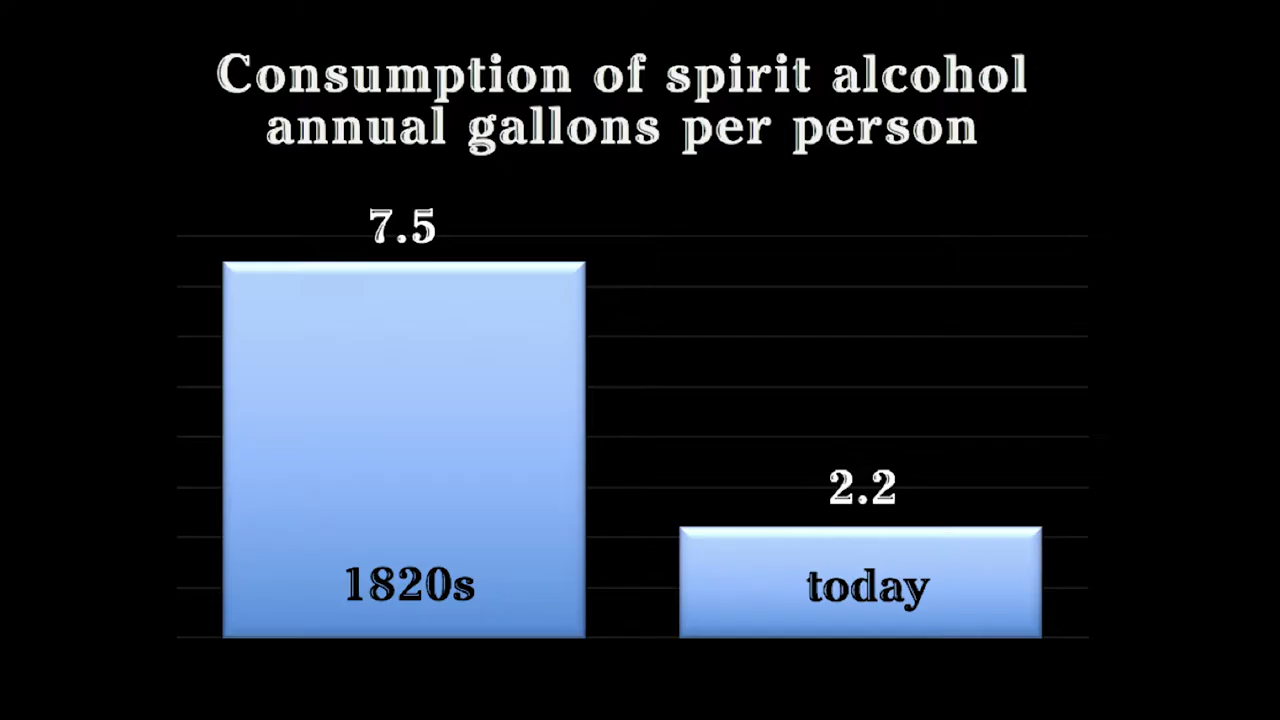 Consumption of spirit alcohol
annual gallons per person
7.5
2.2
1820s
today